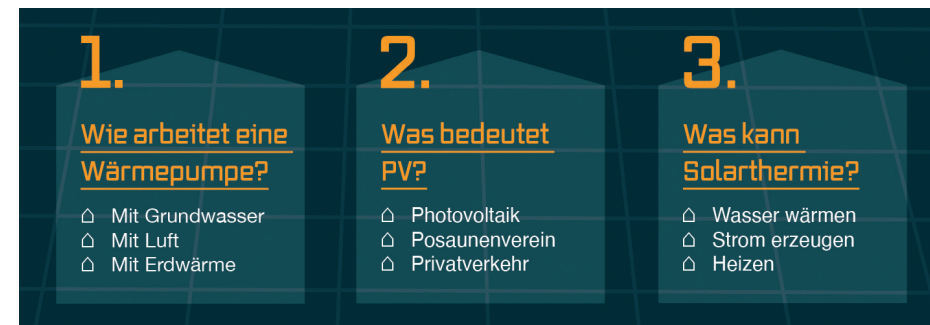 1.
Wie arbeitet eine
Wärmepumpe?
Mit Grundwasser
Mit Luft
Mit Erdwärme
2.
Was bedeutet
PV?
Photovoltaik
Posaunenverein
Privatverkehr
3.
Was kann
Solarthermie?
Wasser wärmen
Strom erzeugen
Heizen